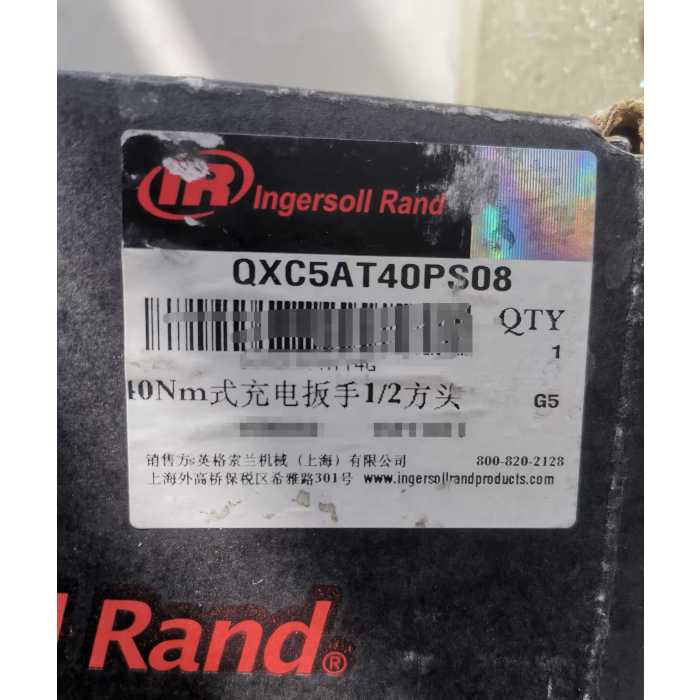 IR Ingersoll Rand
QXC5AT40PS08
QTY
1
40Nm式充电扳手1/2方头
G5
销售方:英格索兰机械（上海）有限公司 800-820-2128
上海外高桥保税区希雅路301号 www.ingersollrandproducts.com
Rand®